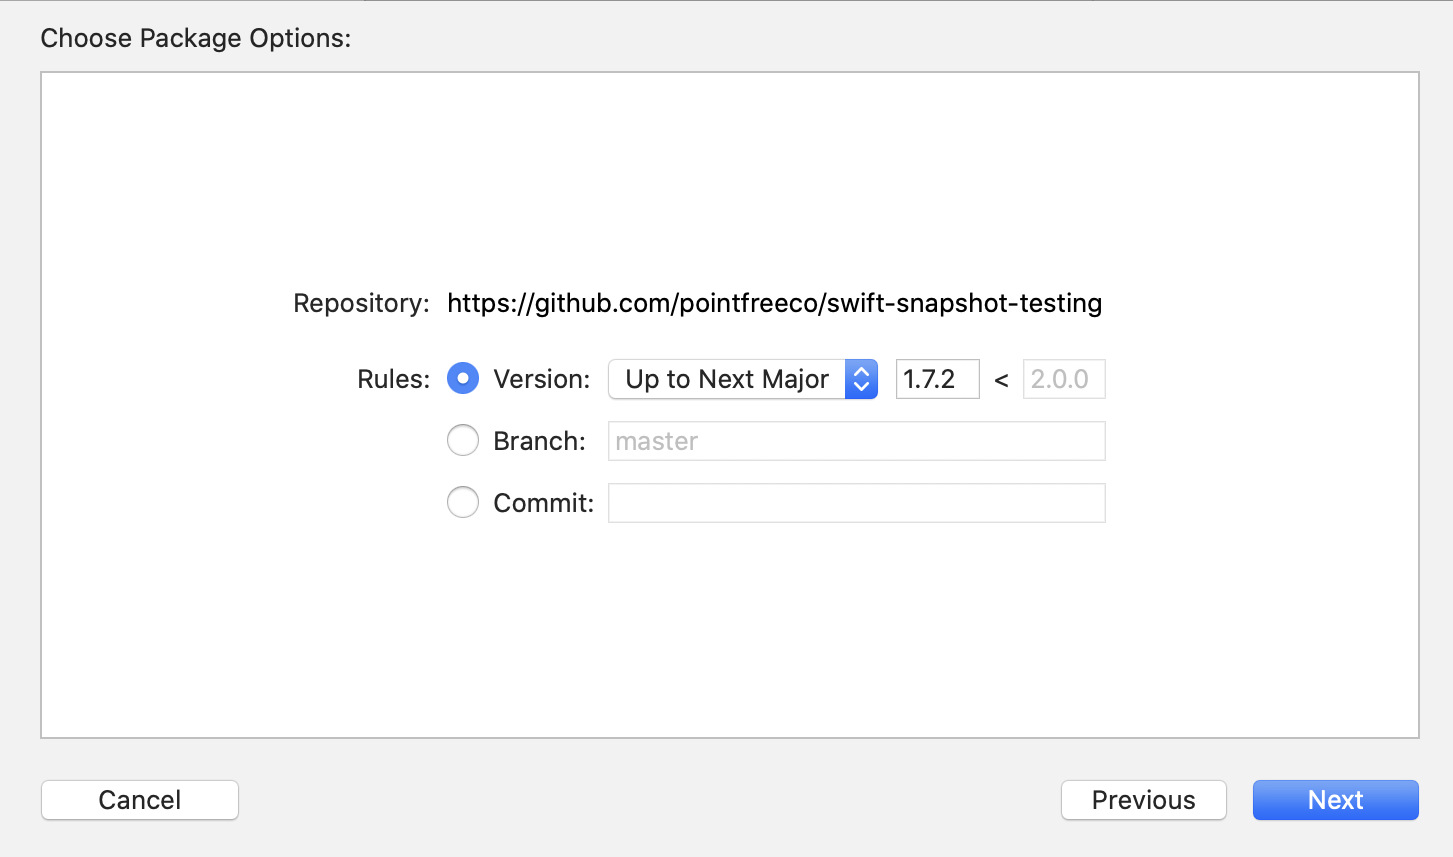 Choose Package Options:
Repository: https://github.com/pointfreeco/swift-snapshot-testing
Rules: Version: Up to Next Major 1.7.2 < 2.0.0
Branch: master
Commit:
Cancel Previous Next